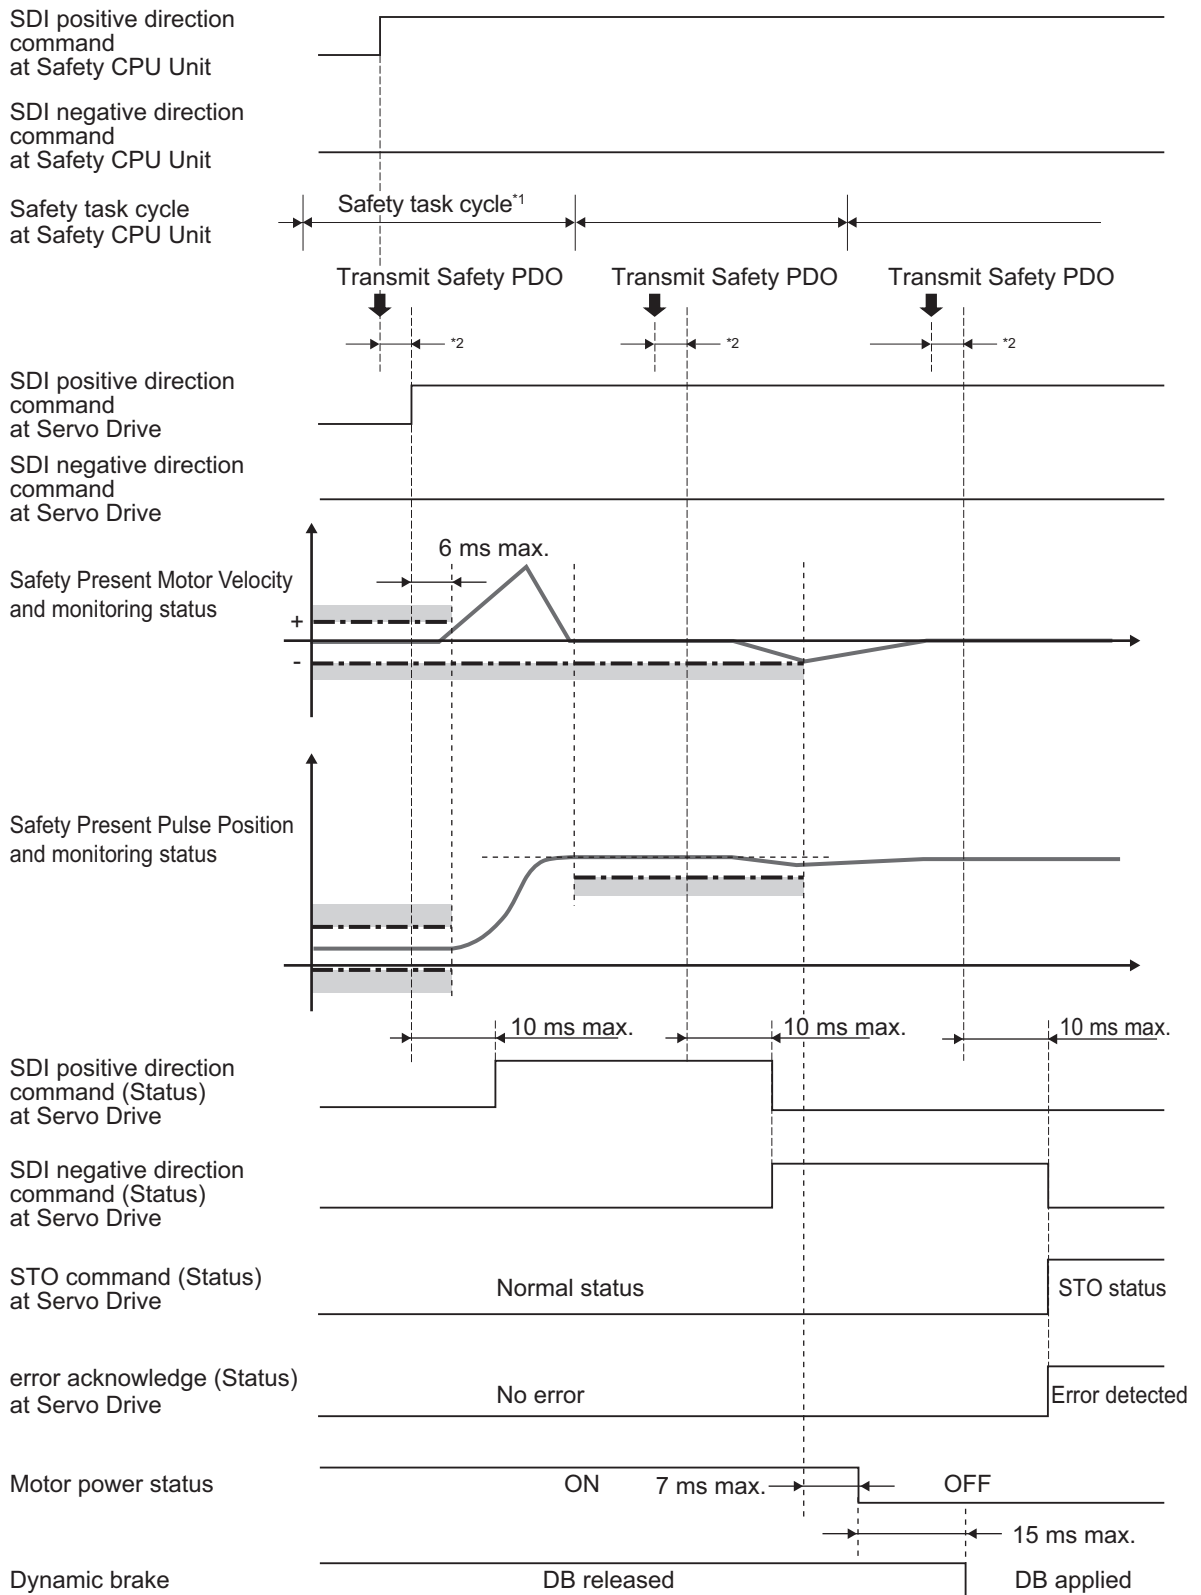 SDI positive direction
command
at Safety CPU Unit
SDI negative direction
command
at Safety CPU Unit
Safety task cycle
at Safety CPU Unit
Safety task cycle*1
Transmit Safety PDO
Transmit Safety PDO
Transmit Safety PDO
*2
*2
*2
SDI positive direction
command
at Servo Drive
SDI negative direction
command
at Servo Drive
6 ms max.
Safety Present Motor Velocity
and monitoring status
+
-
Safety Present Pulse Position
and monitoring status
10 ms max.
10 ms max.
10 ms max.
SDI positive direction
command (Status)
at Servo Drive
SDI negative direction
command (Status)
at Servo Drive
STO command (Status)
at Servo Drive
Normal status
STO status
error acknowledge (Status)
at Servo Drive
No error
Error detected
Motor power status
ON
7 ms max.
OFF
15 ms max.
Dynamic brake
DB released
DB applied